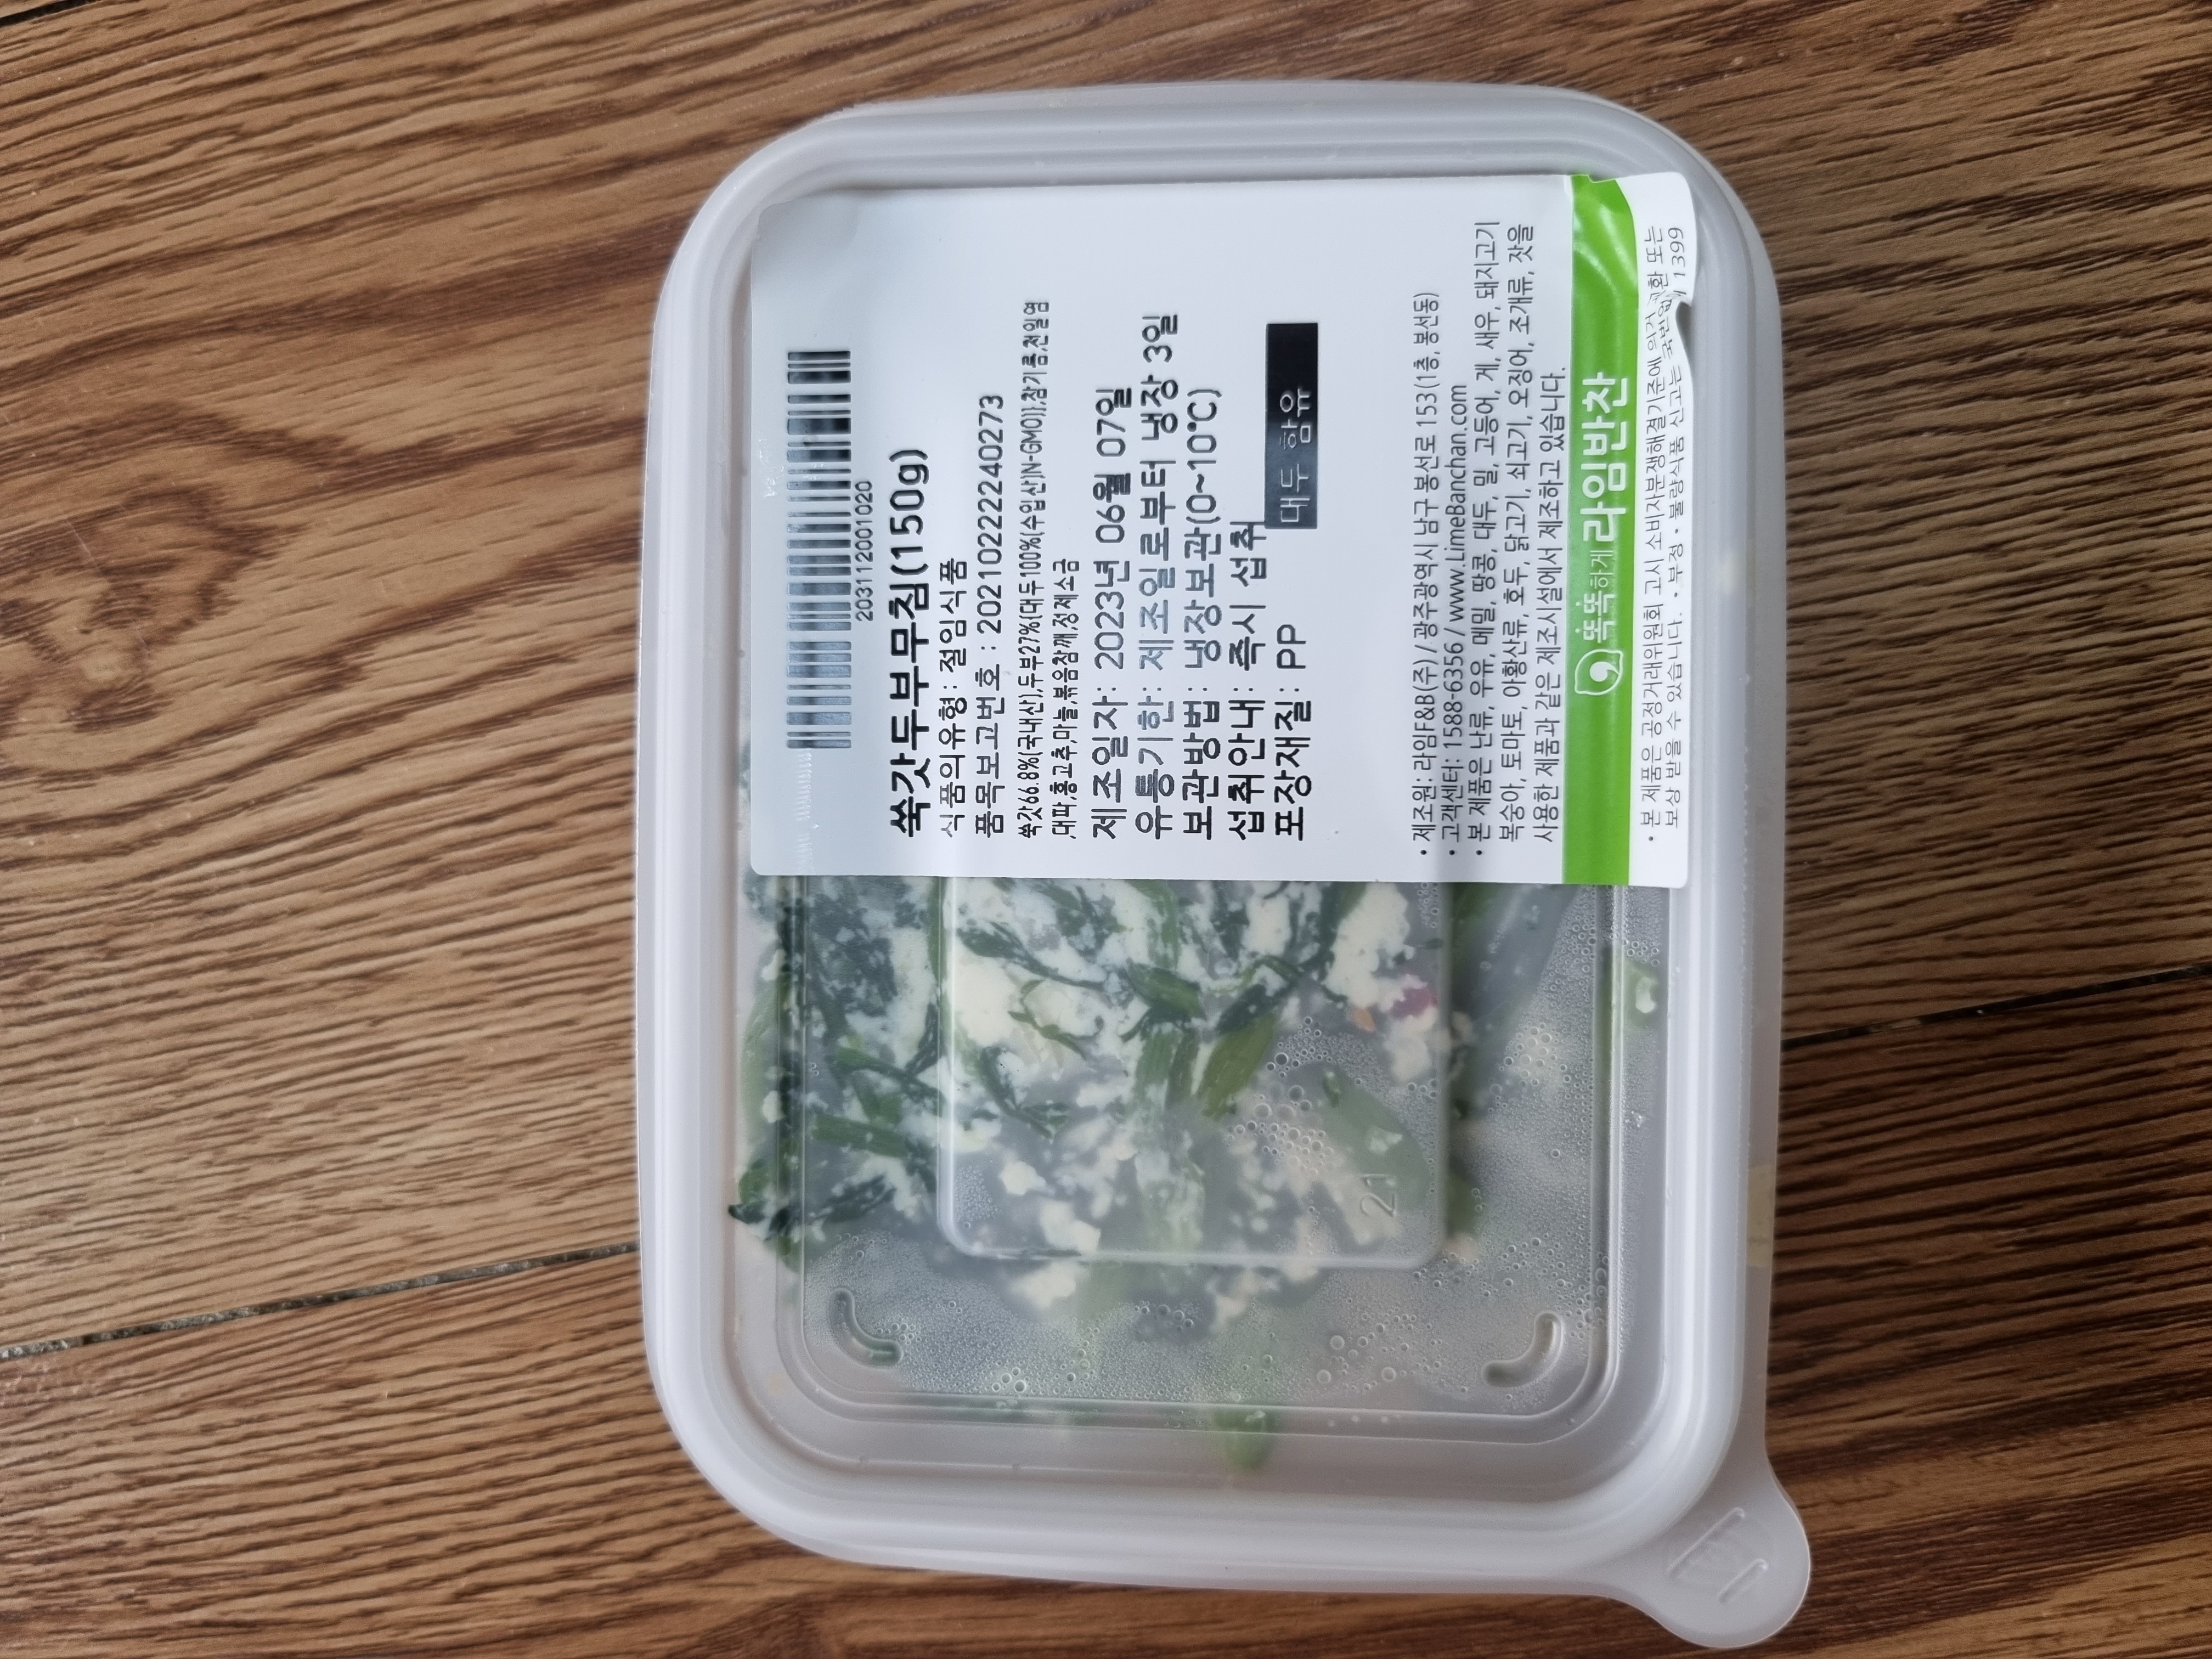 203112001020
쑥갓두부무침(150g)
식품의유형: 절임식품
품목보고번호 : 20210222240273
쑥갓66.8%(국내산),두부27%{대두100%(수입산)N-GMO)},참기름,천일염
,대파,홍고추,마늘,볶음참깨,정제소금
제조일자: 2023년 06월 07일
유통기한: 제조일로부터 냉장 3일
보관방법: 냉장보관(0~10℃)
섭취안내: 즉시 섭취
포장재질: PP
대두 함유
• 제조원: 라임F&B(주) / 광주광역시 남구 봉선로 153(1층, 봉선동)
• 고객센터: 1588-6356 / www.LimeBanchan.com
• 본 제품은 난류, 우유, 메밀, 땅콩, 대두, 밀, 고등어, 게, 새우, 돼지고기
복숭아, 토마토, 아황산류, 호두, 닭고기, 쇠고기, 오징어, 조개류, 잣을
사용한 제품과 같은 제조시설에서 제조하고 있습니다.
똑똑하게 라임반찬
• 본 제품은 공정거래위원회 고시 소비자분쟁해결기준에 의거 교환 또는
보상 받을 수 있습니다. • 부정 • 불량식품 신고는 국번없이 1399
21